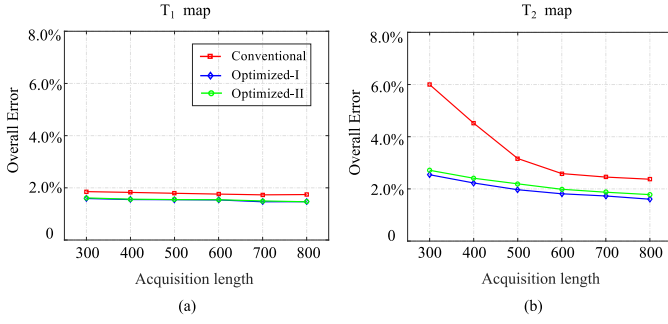 T₁ map
8.0%
6.0%
4.0%
2.0%
0
Overall Error
Conventional
Optimized-I
Optimized-II
300 400 500 600 700 800
Acquisition length
(a)
T₂ map
8.0%
6.0%
4.0%
2.0%
0
Overall Error
300 400 500 600 700 800
Acquisition length
(b)